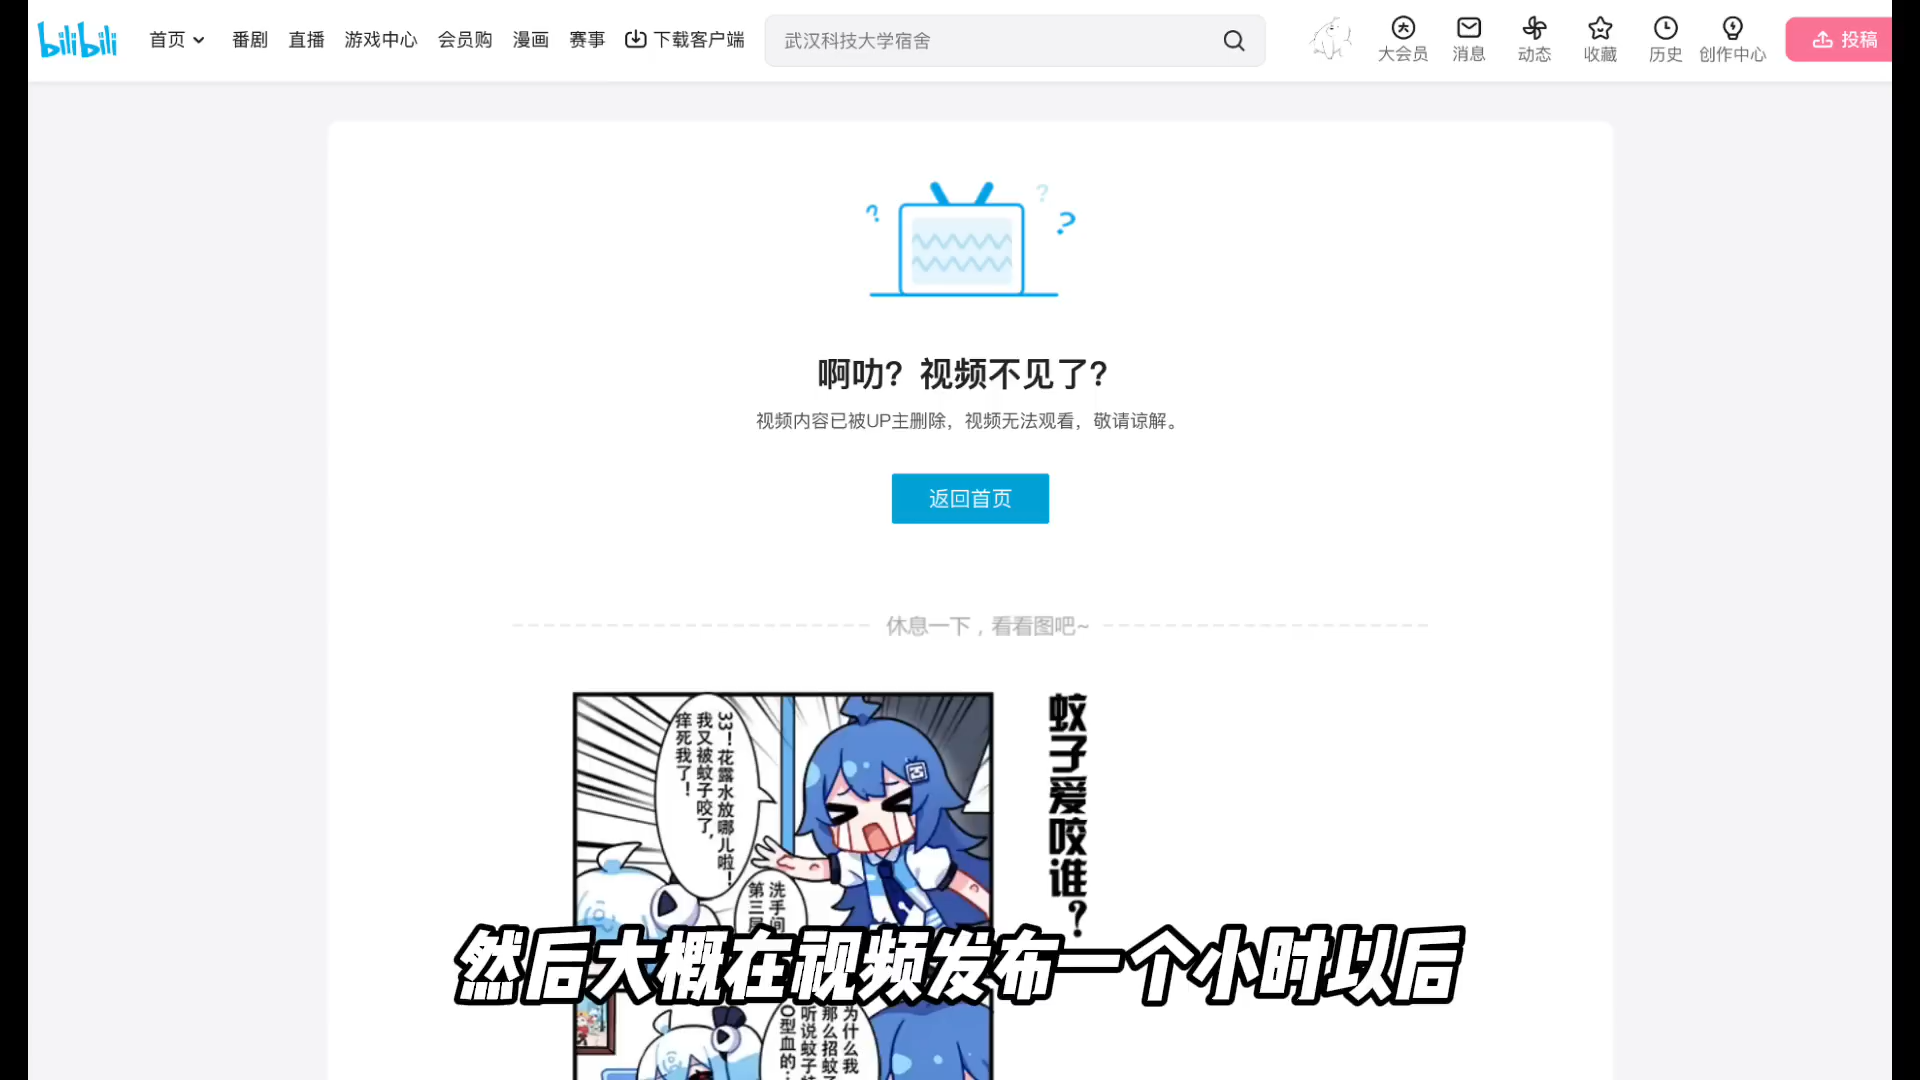 bilibili
首页
番剧
直播
游戏中心
会员购
漫画
赛事
下载客户端
武汉科技大学宿舍
大会员
消息
动态
收藏
历史
创作中心
投稿
啊叻?视频不见了?
视频内容已被UP主删除，视频无法观看，敬请谅解。
返回首页
休息一下，看看图吧~
蚊子爱咬谁?
33！花露水放哪儿啦！
我又被蚊子咬了，
痒死我了！
洗手间
第三层
然后大概在视频发布一个小时以后
为什么我
那么招蚊子
听说蚊子
O型血的…